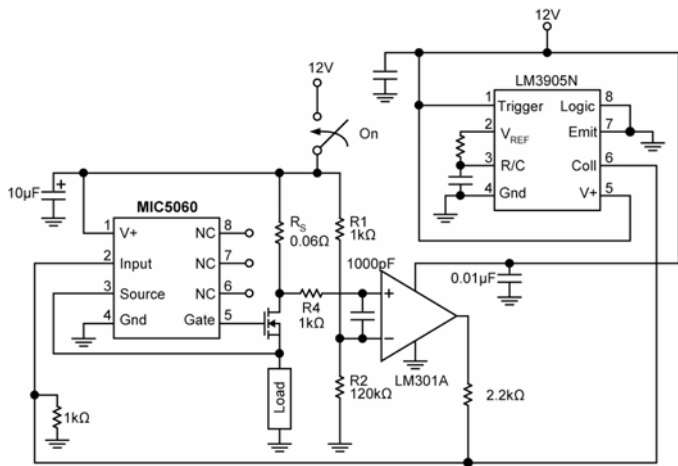 12V
LM3905N
1 Trigger Logic 8
2 VREF Emit 7
3 R/C Coll 6
4 Gnd V+ 5
12V
On
10μF +
MIC5060
1 V+ NC 8
2 Input NC 7
3 Source NC 6
4 Gnd Gate 5
RS
0.06Ω
R1
1kΩ
1000pF
R4
1kΩ
+
−
LM301A
0.01μF
R2
120kΩ
2.2kΩ
Load
1kΩ